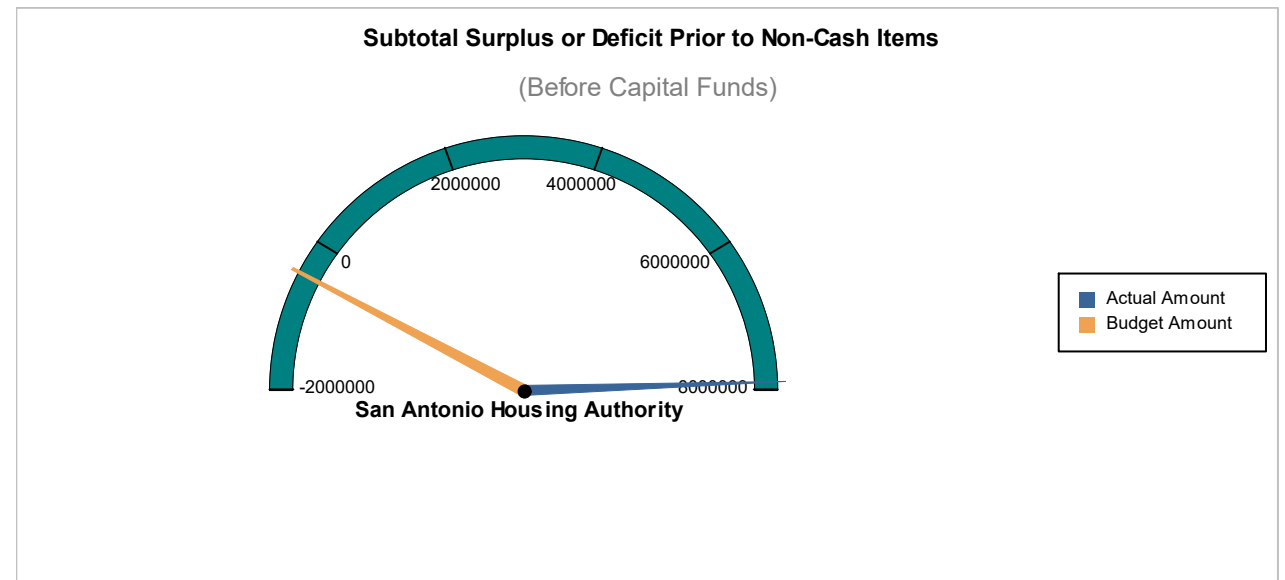 Subtotal Surplus or Deficit Prior to Non-Cash Items
(Before Capital Funds)
2000000 4000000
0 6000000
-2000000 8000000
San Antonio Housing Authority
Actual Amount
Budget Amount